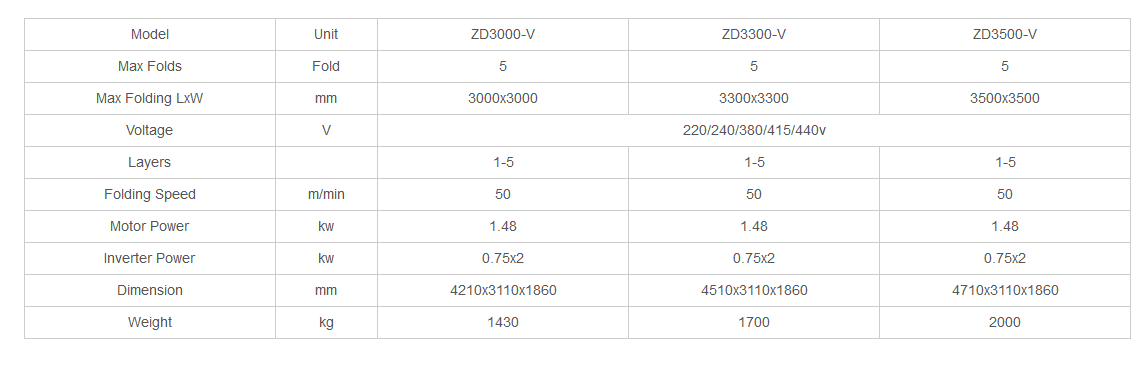 Model Unit ZD3000-V ZD3300-V ZD3500-V
Max Folds Fold 5 5 5
Max Folding LxW mm 3000x3000 3300x3300 3500x3500
Voltage V 220/240/380/415/440v
Layers 1-5 1-5 1-5
Folding Speed m/min 50 50 50
Motor Power kw 1.48 1.48 1.48
Inverter Power kw 0.75x2 0.75x2 0.75x2
Dimension mm 4210x3110x1860 4510x3110x1860 4710x3110x1860
Weight kg 1430 1700 2000